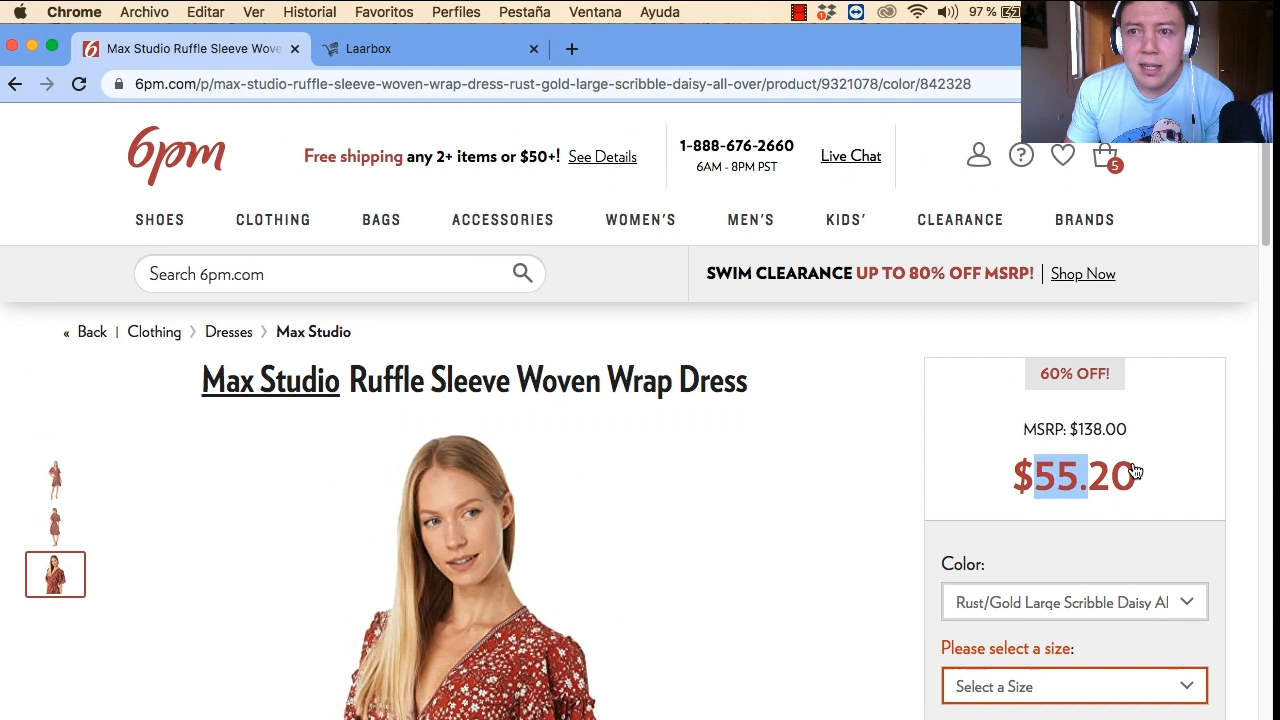 Chrome Archivo Editar Ver Historial Favoritos Perfiles Pestaña Ventana Ayuda 1 97 %
6 Max Studio Ruffle Sleeve Wove Laarbox
6pm.com/p/max-studio-ruffle-sleeve-woven-wrap-dress-rust-gold-large-scribble-daisy-all-over/product/9321078/color/842328
6pm
Free shipping any 2+ items or $50+! See Details
1-888-676-2660
6AM - 8PM PST
Live Chat
?
5
SHOES CLOTHING BAGS ACCESSORIES WOMEN'S MEN'S KIDS' CLEARANCE BRANDS
Search 6pm.com
SWIM CLEARANCE UP TO 80% OFF MSRP! Shop Now
« Back | Clothing > Dresses > Max Studio
Max Studio Ruffle Sleeve Woven Wrap Dress
60% OFF!
MSRP: $138.00
$55.20
Color:
Rust/Gold Large Scribble Daisy Al
Please select a size:
Select a Size